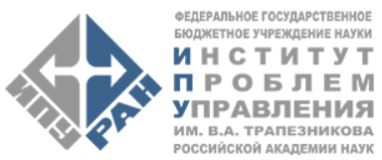 ИПУ РАН
ФЕДЕРАЛЬНОЕ ГОСУДАРСТВЕННОЕ
БЮДЖЕТНОЕ УЧРЕЖДЕНИЕ НАУКИ
ИНСТИТУТ
ПРОБЛЕМ
УПРАВЛЕНИЯ
ИМ. В.А. ТРАПЕЗНИКОВА
РОССИЙСКОЙ АКАДЕМИИ НАУК